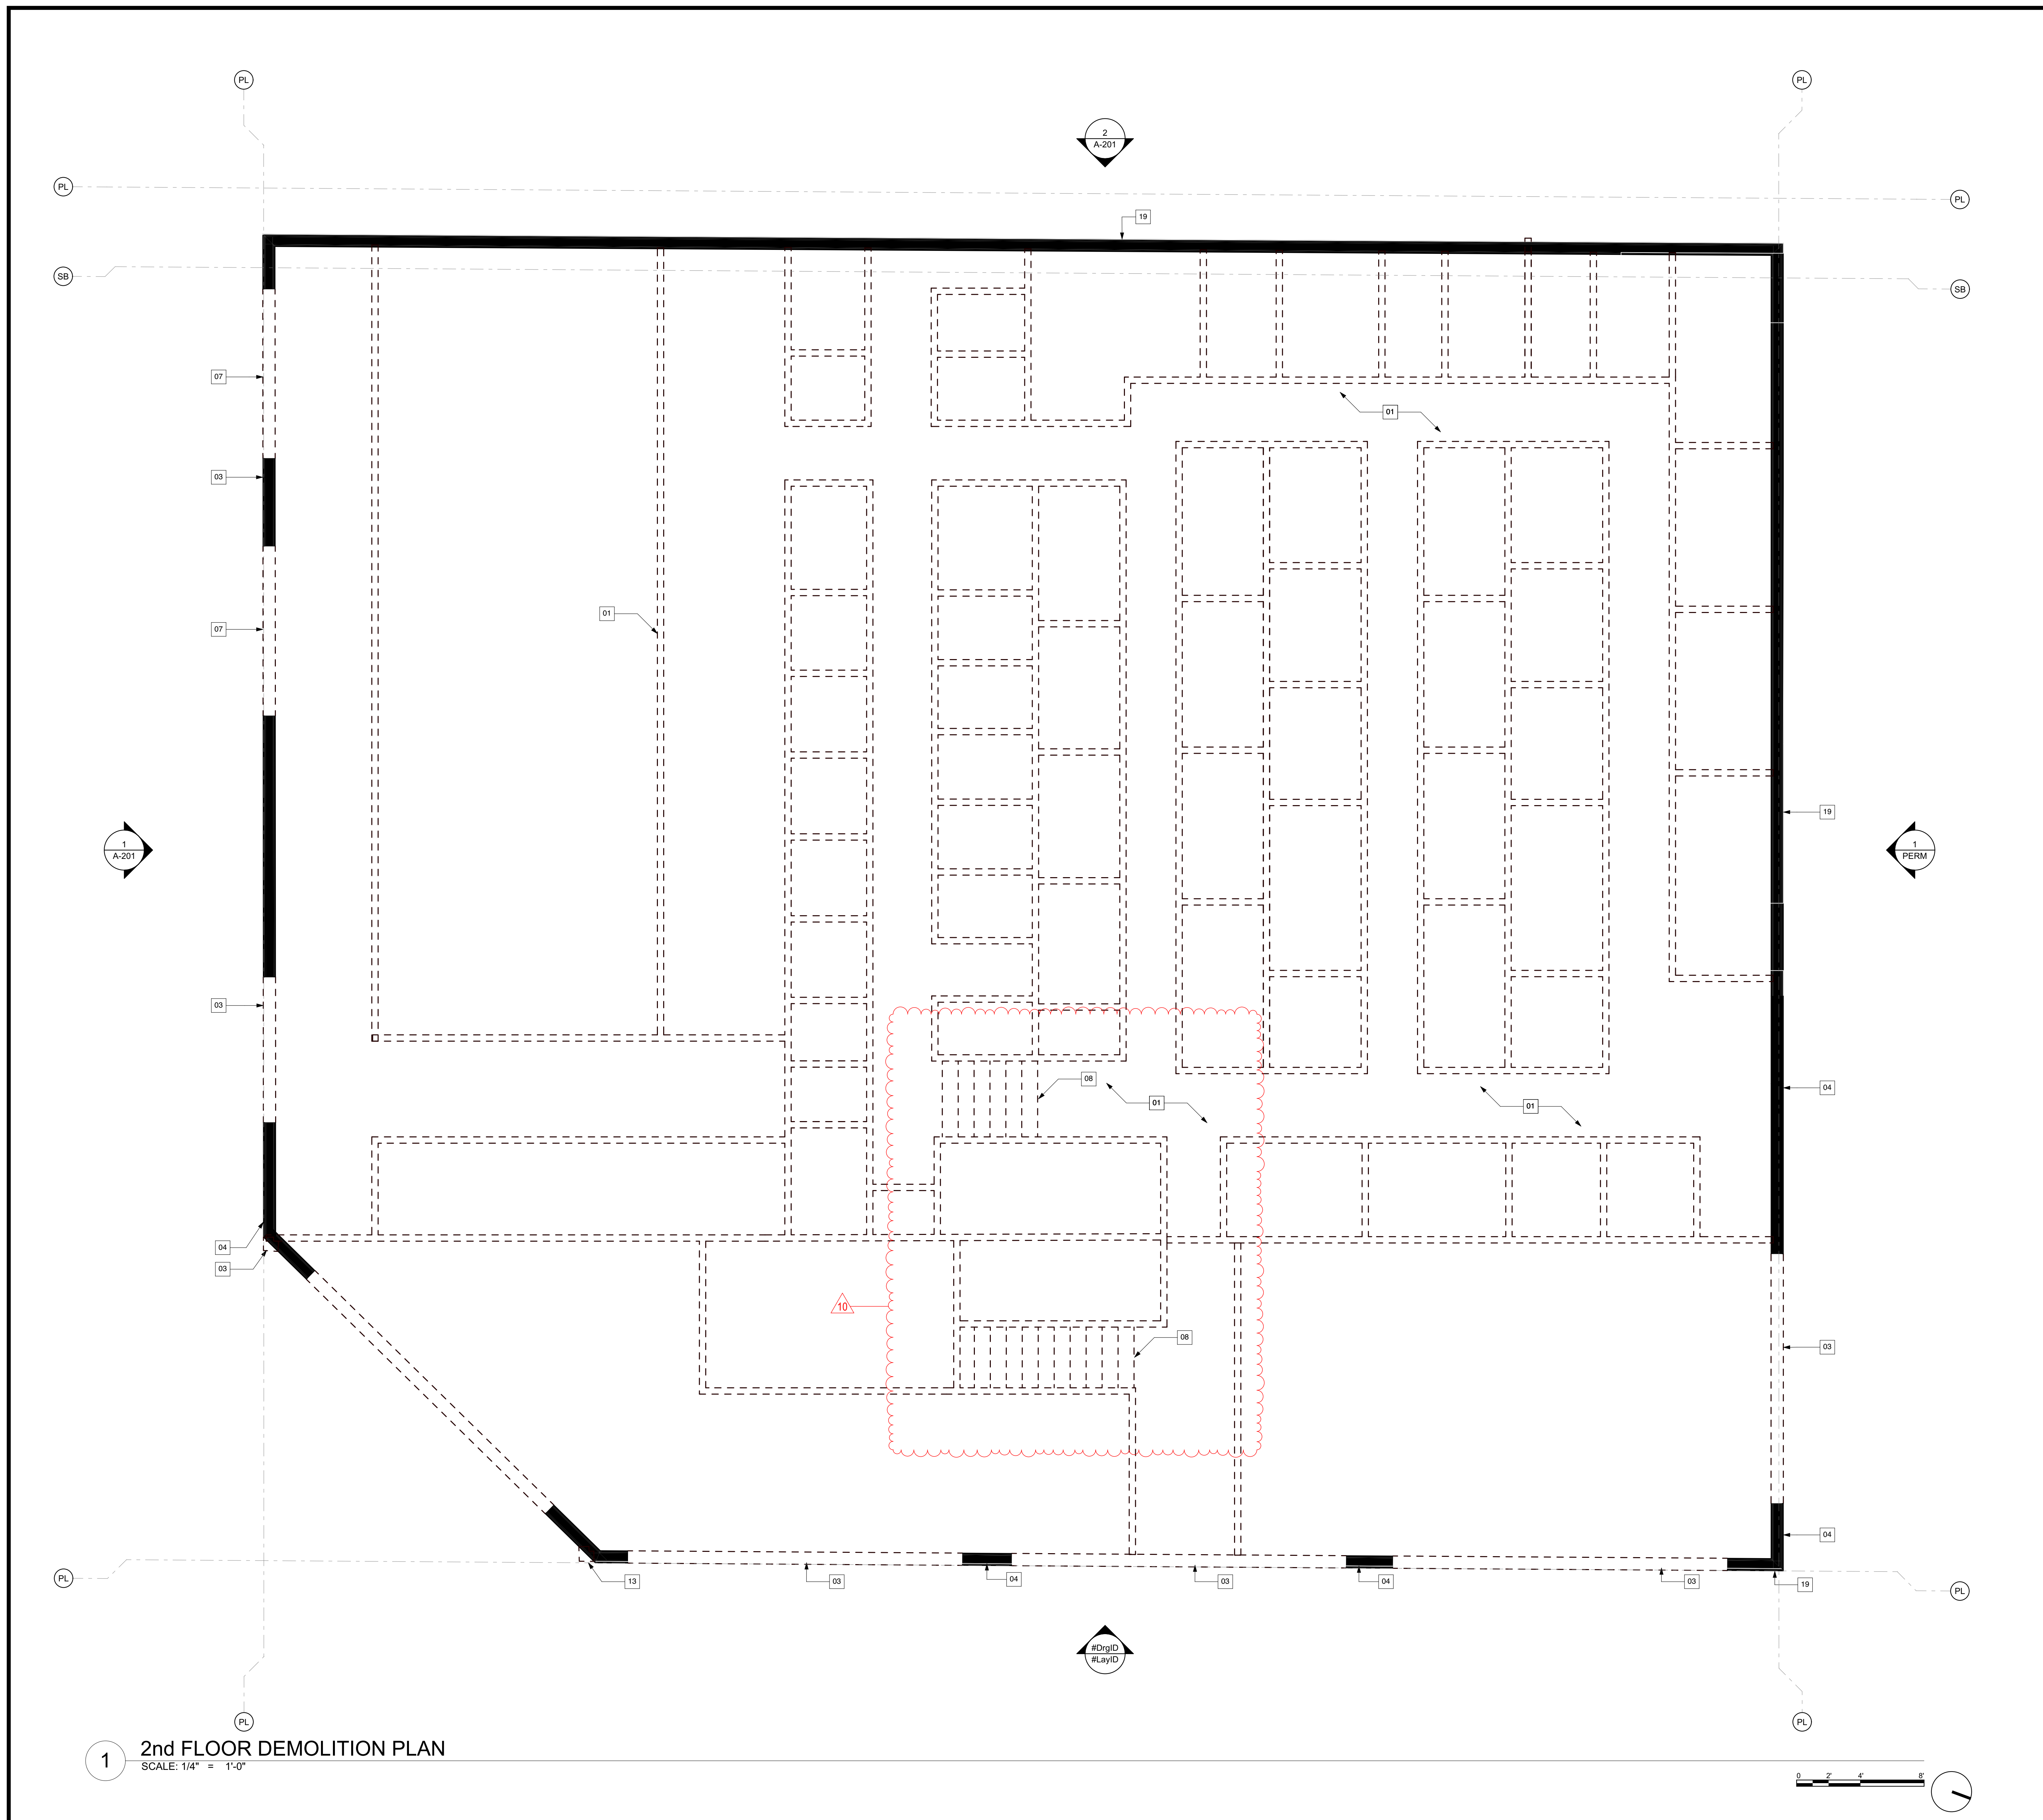 PL
PL
2
A-201
PL
PL
19
SB
SB
07
01
03
01
07
19
1
A-201
1
PERM
03
08
04
01
01
04
03
10
08
03
04
13
03
04
03
04
03
19
PL
PL
#DrgID
#LayID
PL
PL
1
2nd FLOOR DEMOLITION PLAN
SCALE: 1/4" = 1'-0"
0 2' 4' 8'